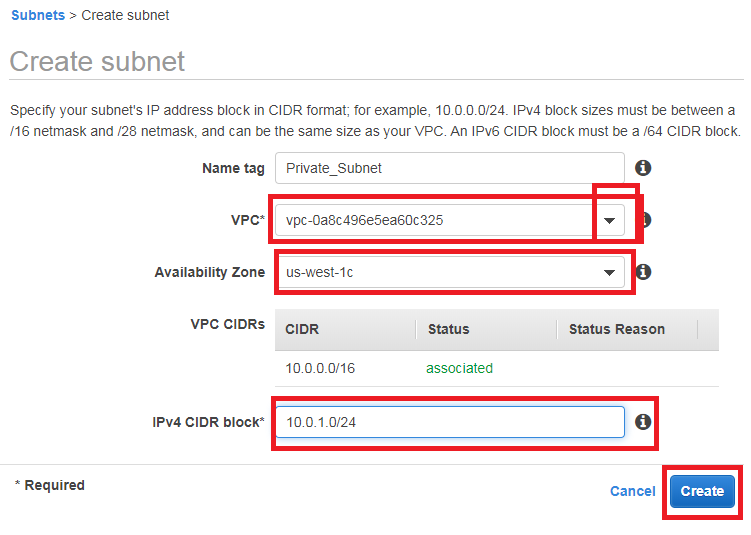 Subnets > Create subnet
Create subnet
Specify your subnet's IP address block in CIDR format; for example, 10.0.0.0/24. IPv4 block sizes must be between a
/16 netmask and /28 netmask, and can be the same size as your VPC. An IPv6 CIDR block must be a /64 CIDR block.
Name tag Private_Subnet
VPC* vpc-0a8c496e5ea60c325
Availability Zone us-west-1c
VPC CIDRs CIDR Status Status Reason
10.0.0.0/16 associated
IPv4 CIDR block* 10.0.1.0/24
* Required Cancel Create